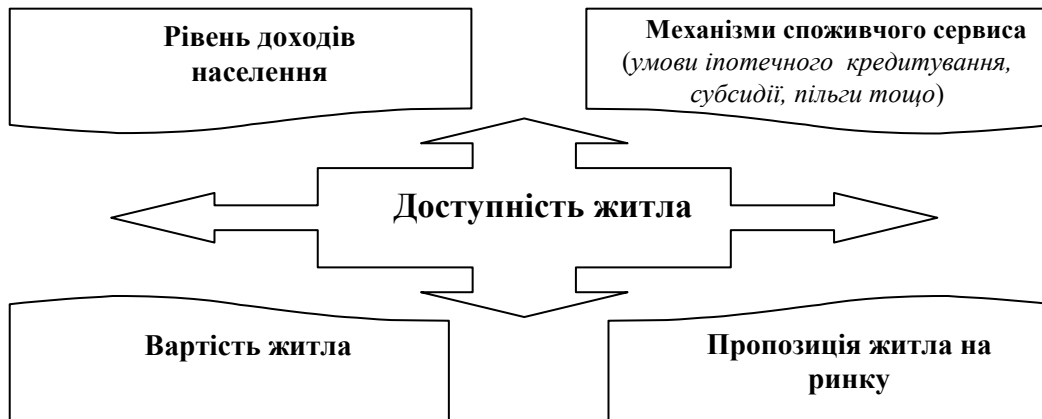 Рівень доходів
населення
Механізми споживчого сервиса
(умови іпотечного кредитування,
субсидії, пільги тощо)
Доступність житла
Вартість житла
Пропозиція житла на
ринку